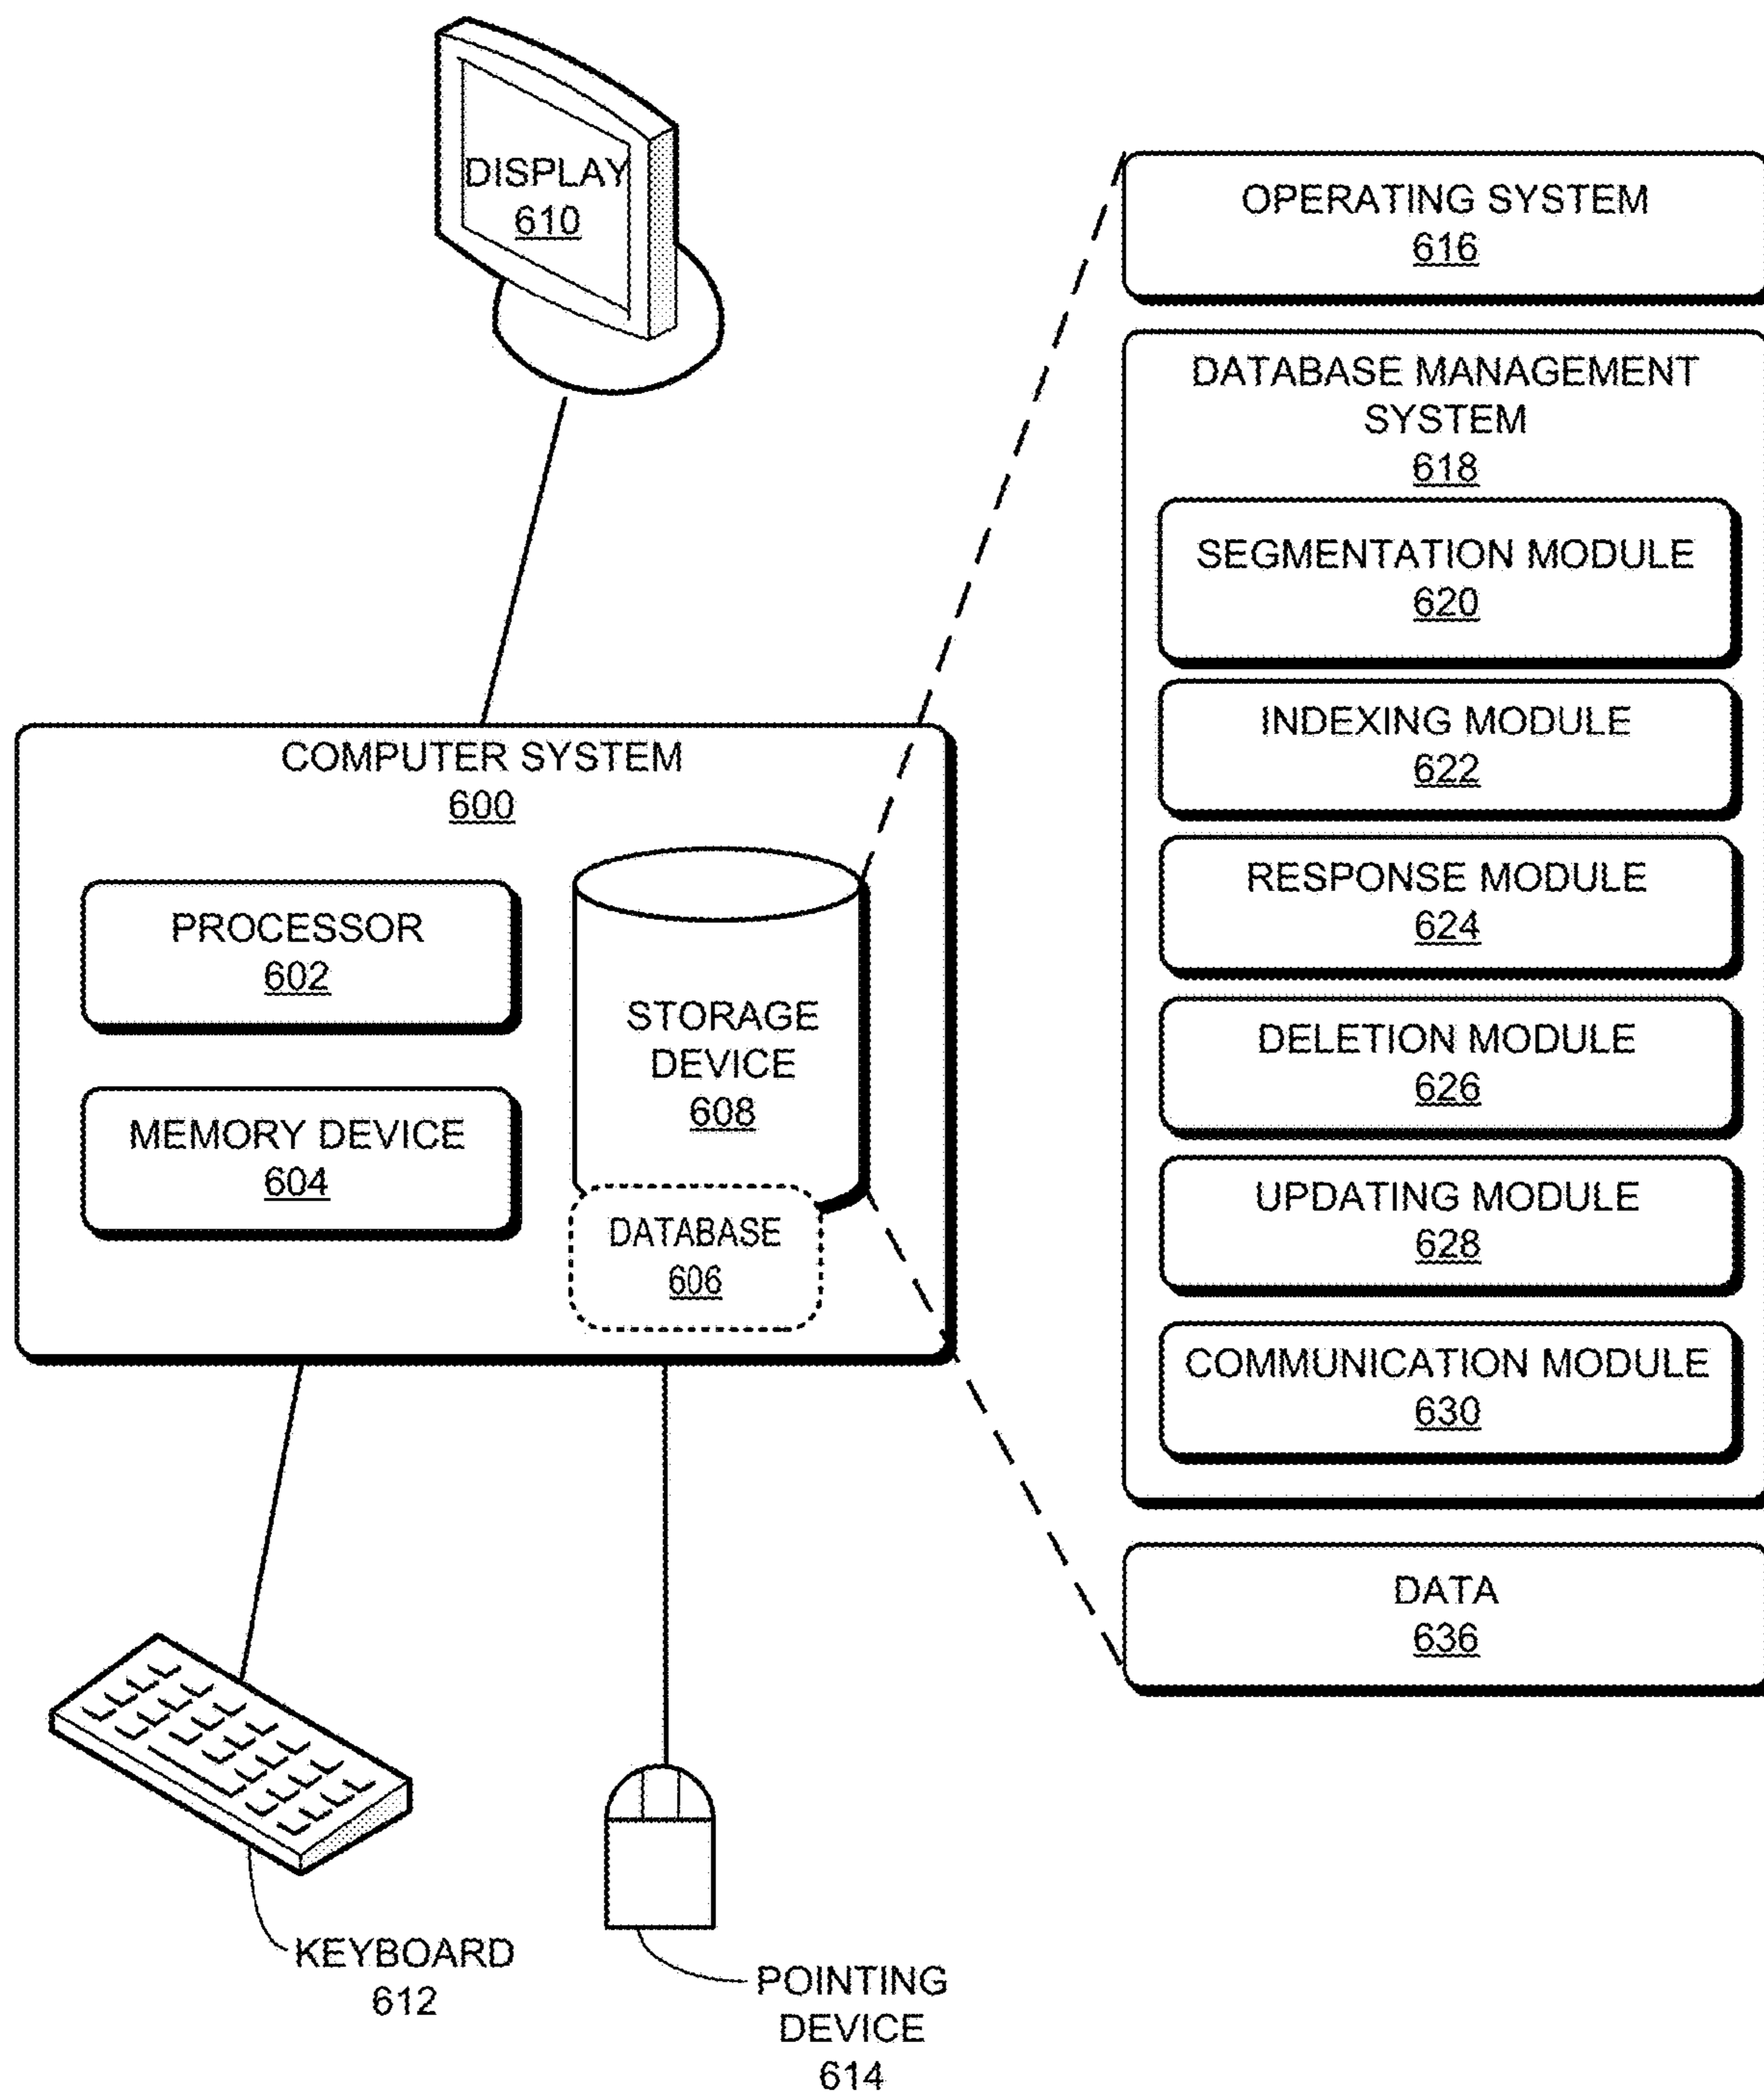 DISPLAY
610
COMPUTER SYSTEM
600
PROCESSOR
602
MEMORY DEVICE
604
STORAGE
DEVICE
608
DATABASE
606
KEYBOARD
612
POINTING
DEVICE
614
OPERATING SYSTEM
616
DATABASE MANAGEMENT
SYSTEM
618
SEGMENTATION MODULE
620
INDEXING MODULE
622
RESPONSE MODULE
624
DELETION MODULE
626
UPDATING MODULE
628
COMMUNICATION MODULE
630
DATA
636